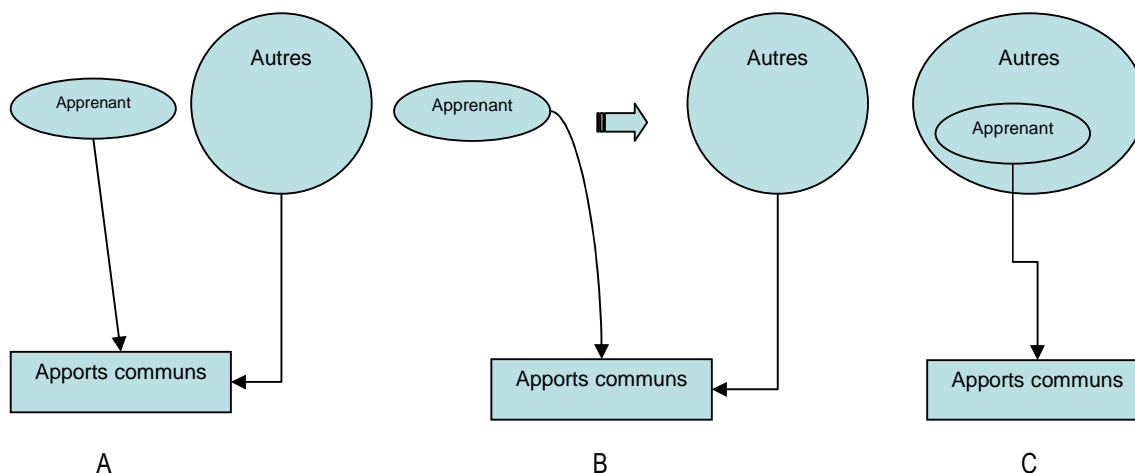 Autres
Apprenant
Apports communs
A
Autres
Apprenant
Apports communs
B
Autres
Apprenant
Apports communs
C